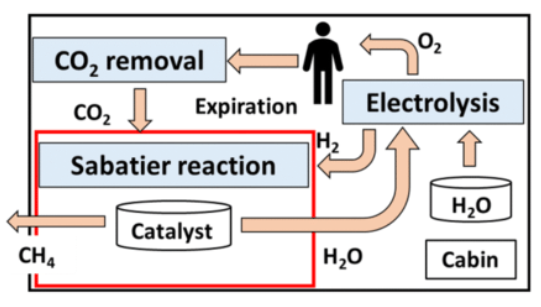 O₂
CO₂ removal
Electrolysis
CO₂
Expiration
H₂
Sabatier reaction
H₂O
Catalyst
CH₄
H₂O
Cabin